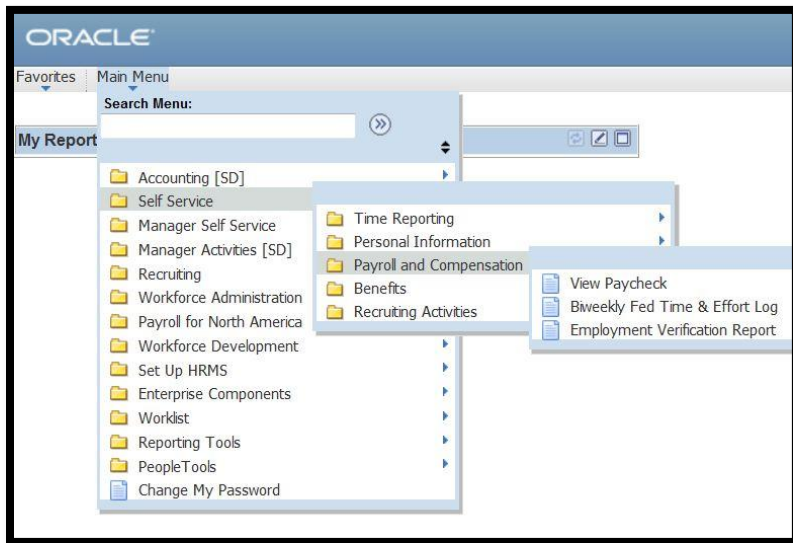 ORACLE
Favorites
Main Menu
Search Menu:
My Report
Accounting [SD]
Self Service
Manager Self Service
Manager Activities [SD]
Recruiting
Workforce Administration
Payroll for North America
Workforce Development
Set Up HRMS
Enterprise Components
Worklist
Reporting Tools
PeopleTools
Change My Password
Time Reporting
Personal Information
Payroll and Compensation
Benefits
Recruiting Activities
View Paycheck
Biweekly Fed Time & Effort Log
Employment Verification Report